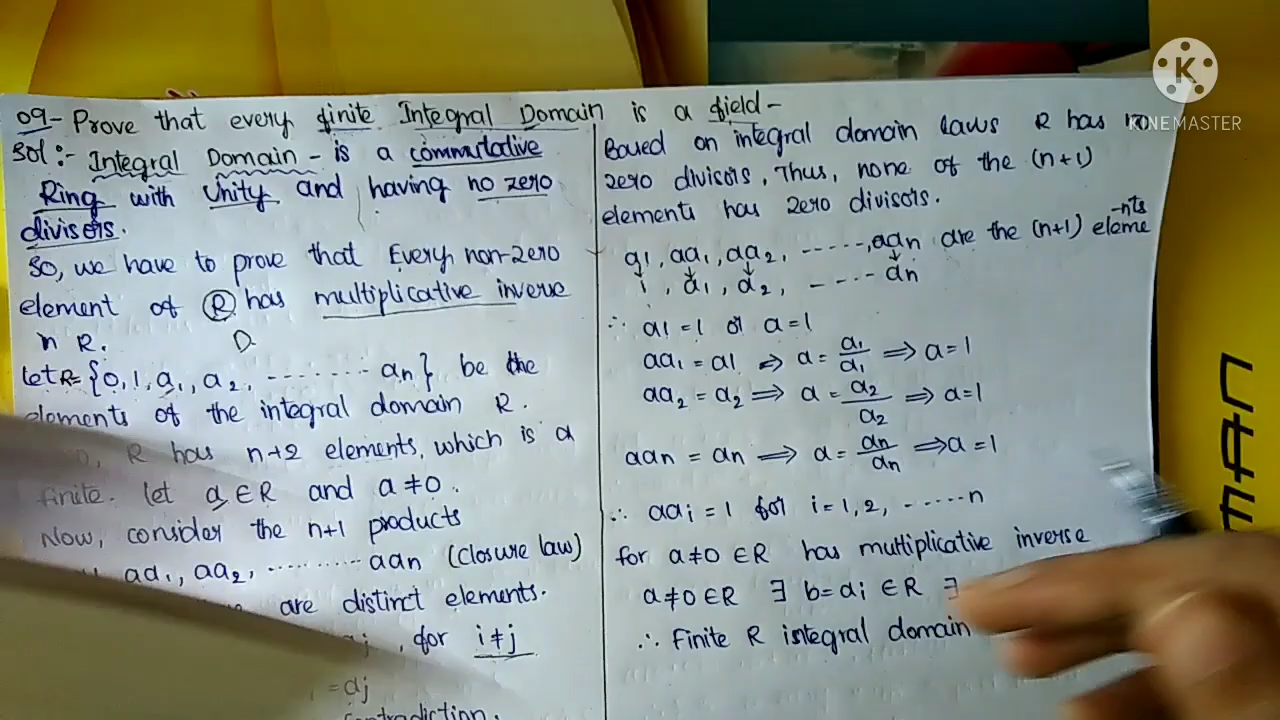 09- Prove that every finite Integral Domain is a field-
Sol:- Integral Domain - is a commutative
Ring with Unity and having no zero
divisors.
So, we have to prove that Every non-zero
element of R has multiplicative inverse
n R. D
let R= {0, 1, a₁, a₂, ........ aₙ} be the
elements of the integral domain R.
R has n+2 elements, which is a
finite. let a ∈ R and a ≠ 0.
Now, consider the n+1 products
aa₁, aa₂, .......... aaₙ (closure law)
are distinct elements.
aj, for i ≠ j
= aj
Contradiction.
Based on integral domain laws R has no
zero divisors, Thus, none of the (n+1)
elements has zero divisors.
a1, aa₁, aa₂, ......, aaₙ are the (n+1) eleme-nts
↓ ↓ ↓ ↓
1, a₁, a₂, - - - - - aₙ
∴ a1 = 1 or a = 1
aa₁ = a1 ⇒ a = a₁/a₁ ⇒ a = 1
aa₂ = a₂ ⇒ a = a₂/a₂ ⇒ a = 1
aaₙ = aₙ ⇒ a = aₙ/aₙ ⇒ a = 1
∴ aaᵢ = 1 for i = 1, 2, ...... n
for a ≠ 0 ∈ R has multiplicative inverse
a ≠ 0 ∈ R ∃ b = aᵢ ∈ R ∃
∴ Finite R integral domain
K
KINEMASTER
MAN